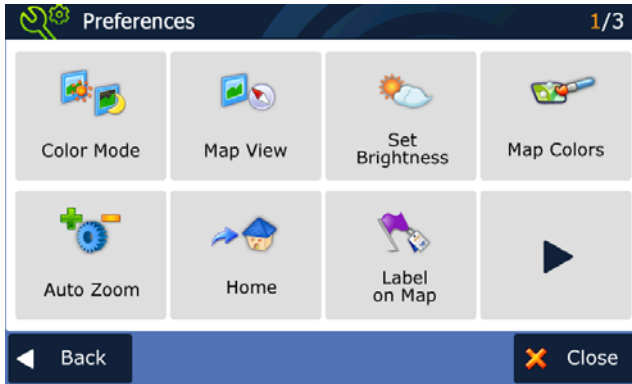 Preferences 1/3
Color Mode
Map View
Set
Brightness
Map Colors
Auto Zoom
Home
Label
on Map
Back
Close